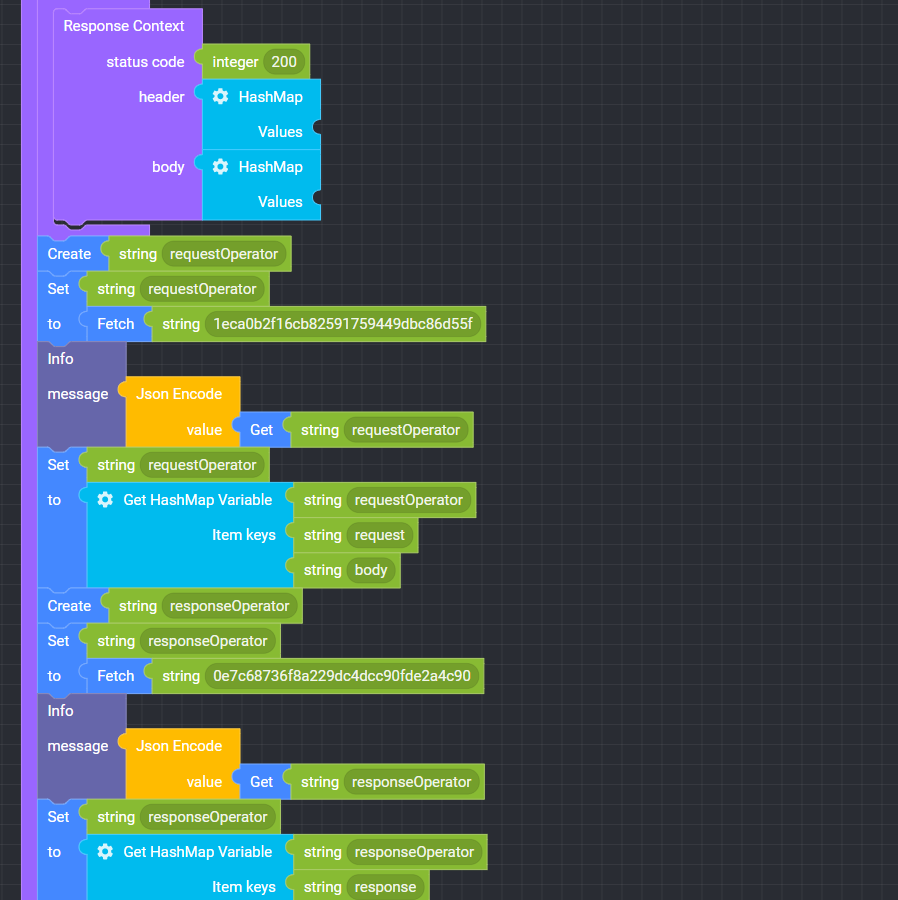 Response Context
status code integer 200
header HashMap
Values
body HashMap
Values
Create string requestOperator
Set string requestOperator
to Fetch string 1eca0b2f16cb82591759449dbc86d55f
Info
message Json Encode
value Get string requestOperator
Set string requestOperator
to Get HashMap Variable string requestOperator
Item keys string request
string body
Create string responseOperator
Set string responseOperator
to Fetch string 0e7c68736f8a229dc4dcc90fde2a4c90
Info
message Json Encode
value Get string responseOperator
Set string responseOperator
to Get HashMap Variable string responseOperator
Item keys string response